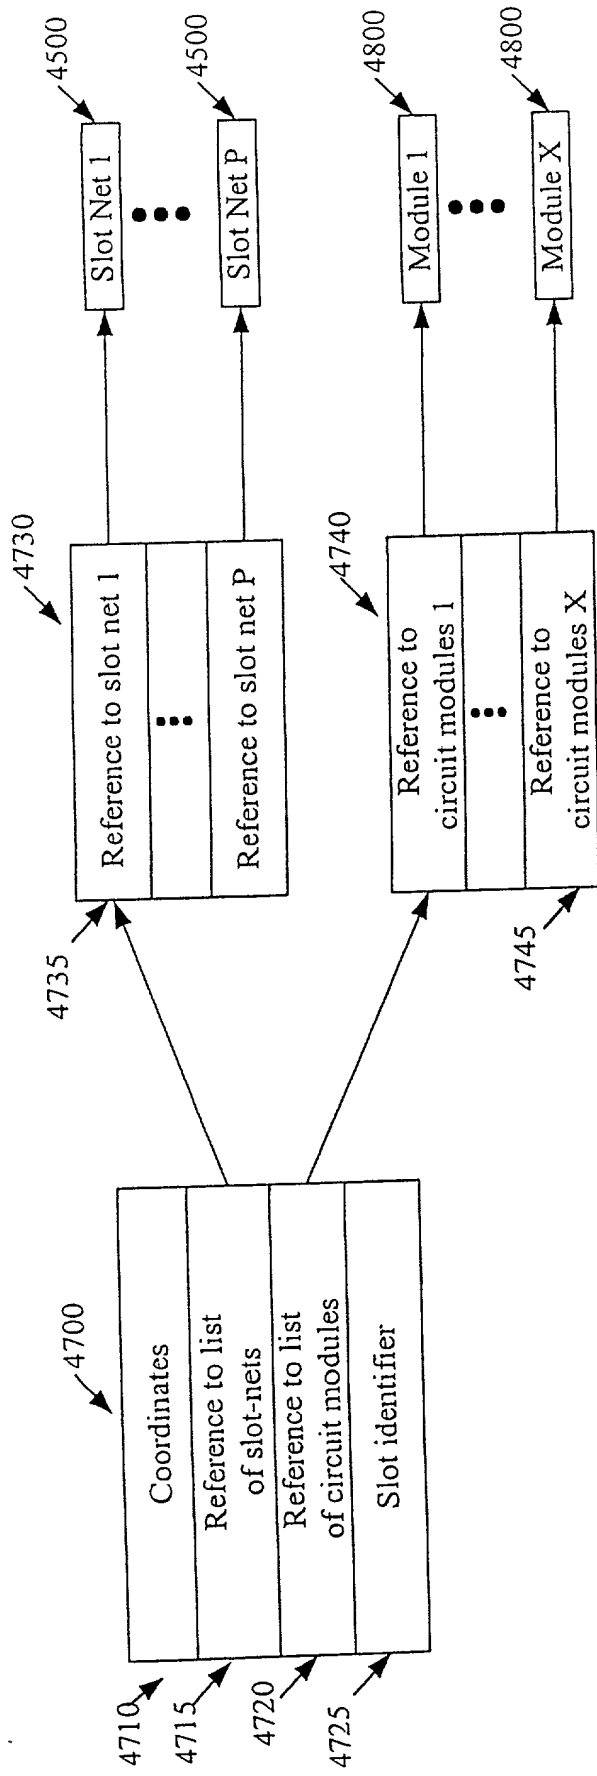 4700
4710
Coordinates
4715
Reference to list
of slot-nets
4720
Reference to list
of circuit modules
4725
Slot identifier
4730
4735
Reference to slot net 1
Reference to slot net P
4740
Reference to
circuit modules 1
4745
Reference to
circuit modules X
4500
Slot Net 1
4500
Slot Net P
4800
Module 1
4800
Module X